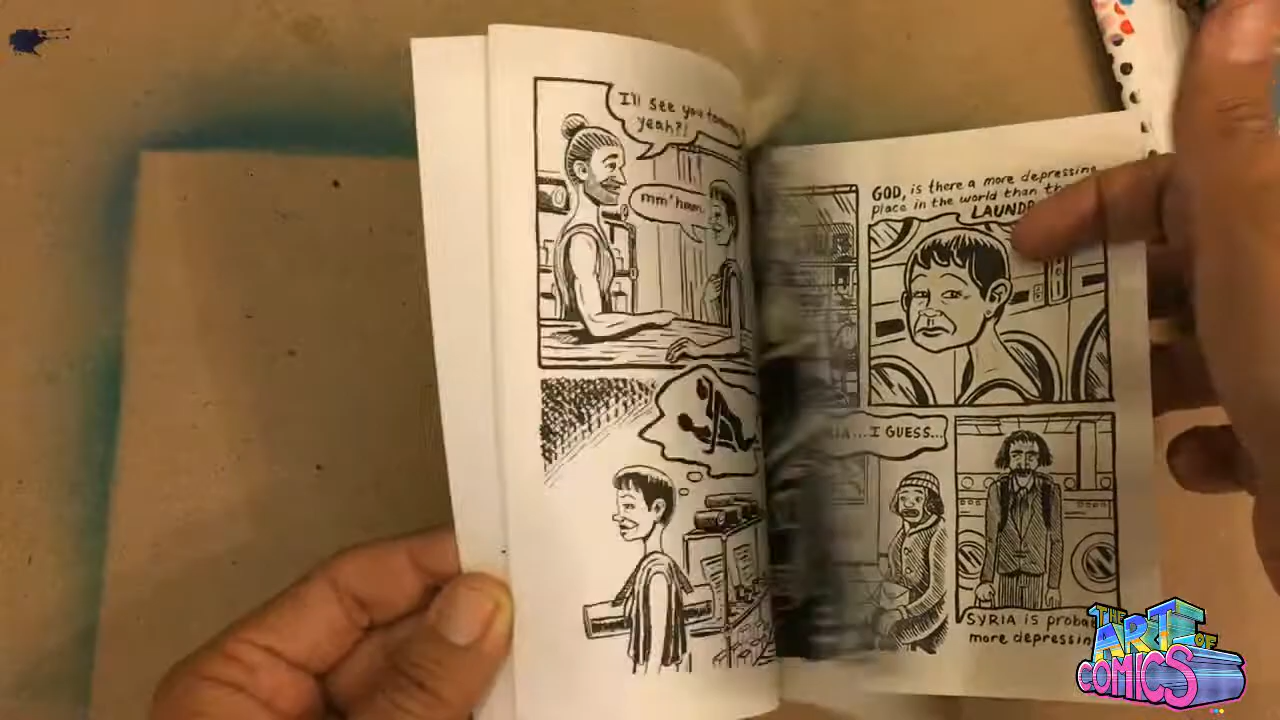 I'll see you
yeah?!
mm'hmm.
GOD, is there a more depressing
place in the world than
I GUESS...
SYRIA is
more
THE
ART OF
COMICS